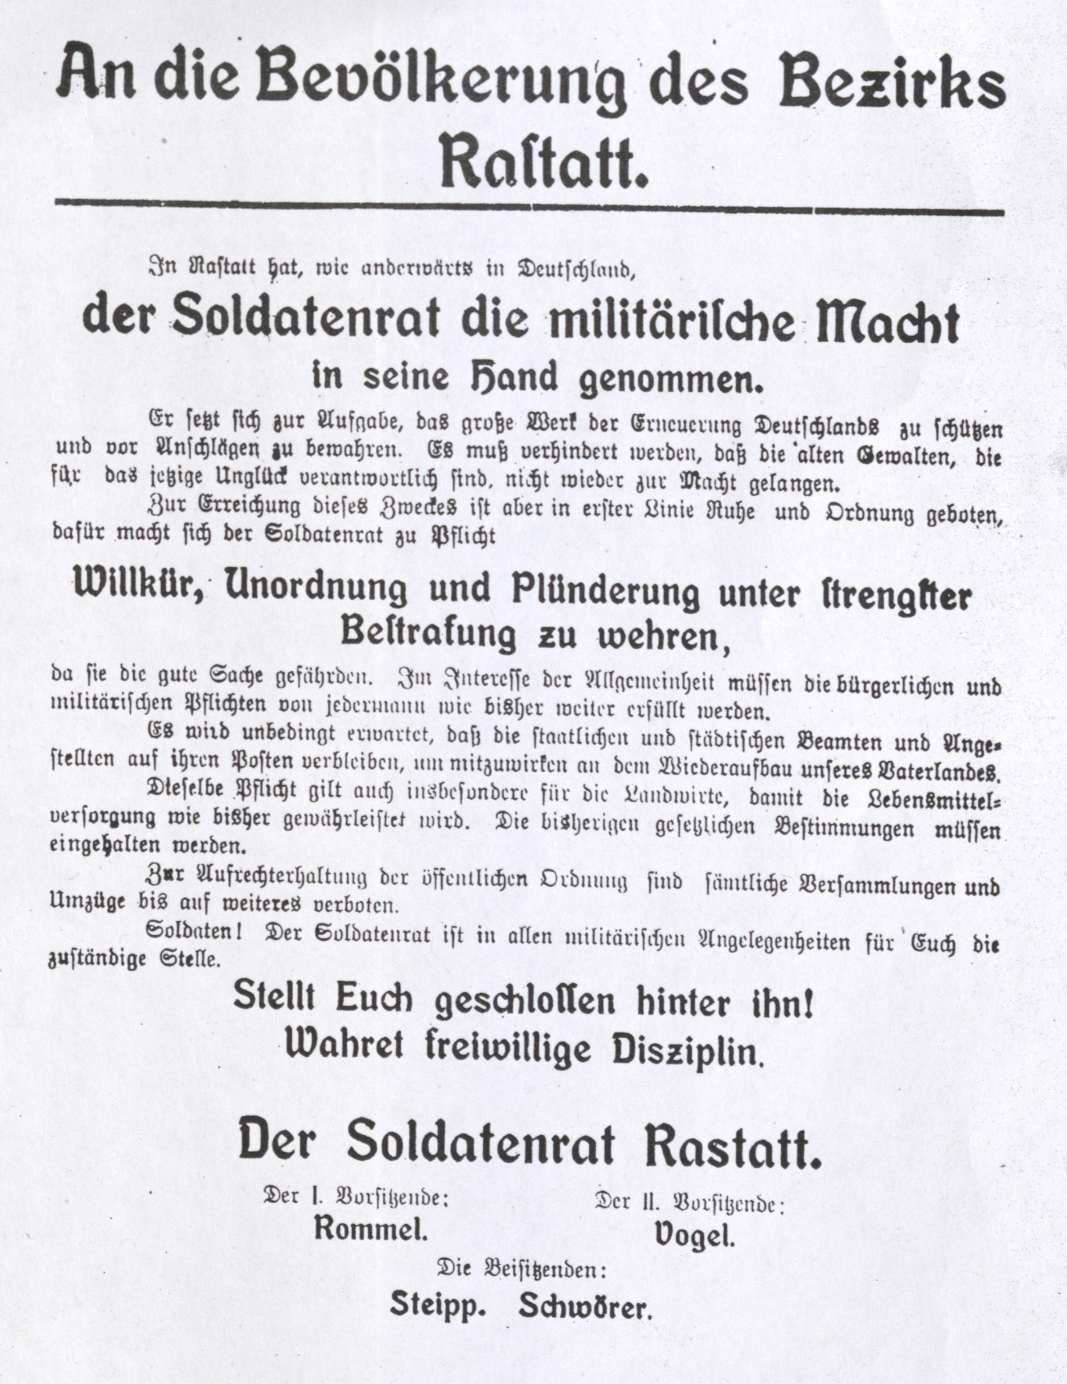 An die Bevölkerung des Bezirks
Rastatt.
In Rastatt hat, wie anderwärts in Deutschland,
der Soldatenrat die militärische Macht
in seine Hand genommen.
Er setzt sich zur Aufgabe, das große Werk der Erneuerung Deutschlands zu schützen
und vor Anschlägen zu bewahren. Es muß verhindert werden, daß die alten Gewalten, die
für das jetzige Unglück verantwortlich sind, nicht wieder zur Macht gelangen.
Zur Erreichung dieses Zweckes ist aber in erster Linie Ruhe und Ordnung geboten,
dafür macht sich der Soldatenrat zu Pflicht
Willkür, Unordnung und Plünderung unter strengster
Bestrafung zu wehren,
da sie die gute Sache gefährden. Im Interesse der Allgemeinheit müssen die bürgerlichen und
militärischen Pflichten von jedermann wie bisher weiter erfüllt werden.
Es wird unbedingt erwartet, daß die staatlichen und städtischen Beamten und Ange-
stellten auf ihren Posten verbleiben, um mitzuwirken an dem Wiederaufbau unseres Vaterlandes.
Dieselbe Pflicht gilt auch insbesondere für die Landwirte, damit die Lebensmittel-
versorgung wie bisher gewährleistet wird. Die bisherigen gesetzlichen Bestimmungen müssen
eingehalten werden.
Zur Aufrechterhaltung der öffentlichen Ordnung sind sämtliche Versammlungen und
Umzüge bis auf weiteres verboten.
Soldaten! Der Soldatenrat ist in allen militärischen Angelegenheiten für Euch die
zuständige Stelle.
Stellt Euch geschlossen hinter ihn!
Wahret freiwillige Disziplin.
Der Soldatenrat Rastatt.
Der I. Vorsitzende: Der II. Vorsitzende:
Rommel. Vogel.
Die Beisitzenden:
Steipp. Schwörer.